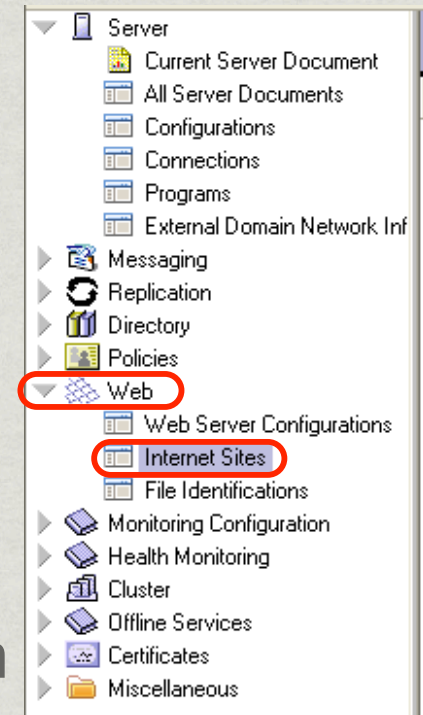 Server
Current Server Document
All Server Documents
Configurations
Connections
Programs
External Domain Network Inf
Messaging
Replication
Directory
Policies
Web
Web Server Configurations
Internet Sites
File Identifications
Monitoring Configuration
Health Monitoring
Cluster
Offline Services
Certificates
Miscellaneous